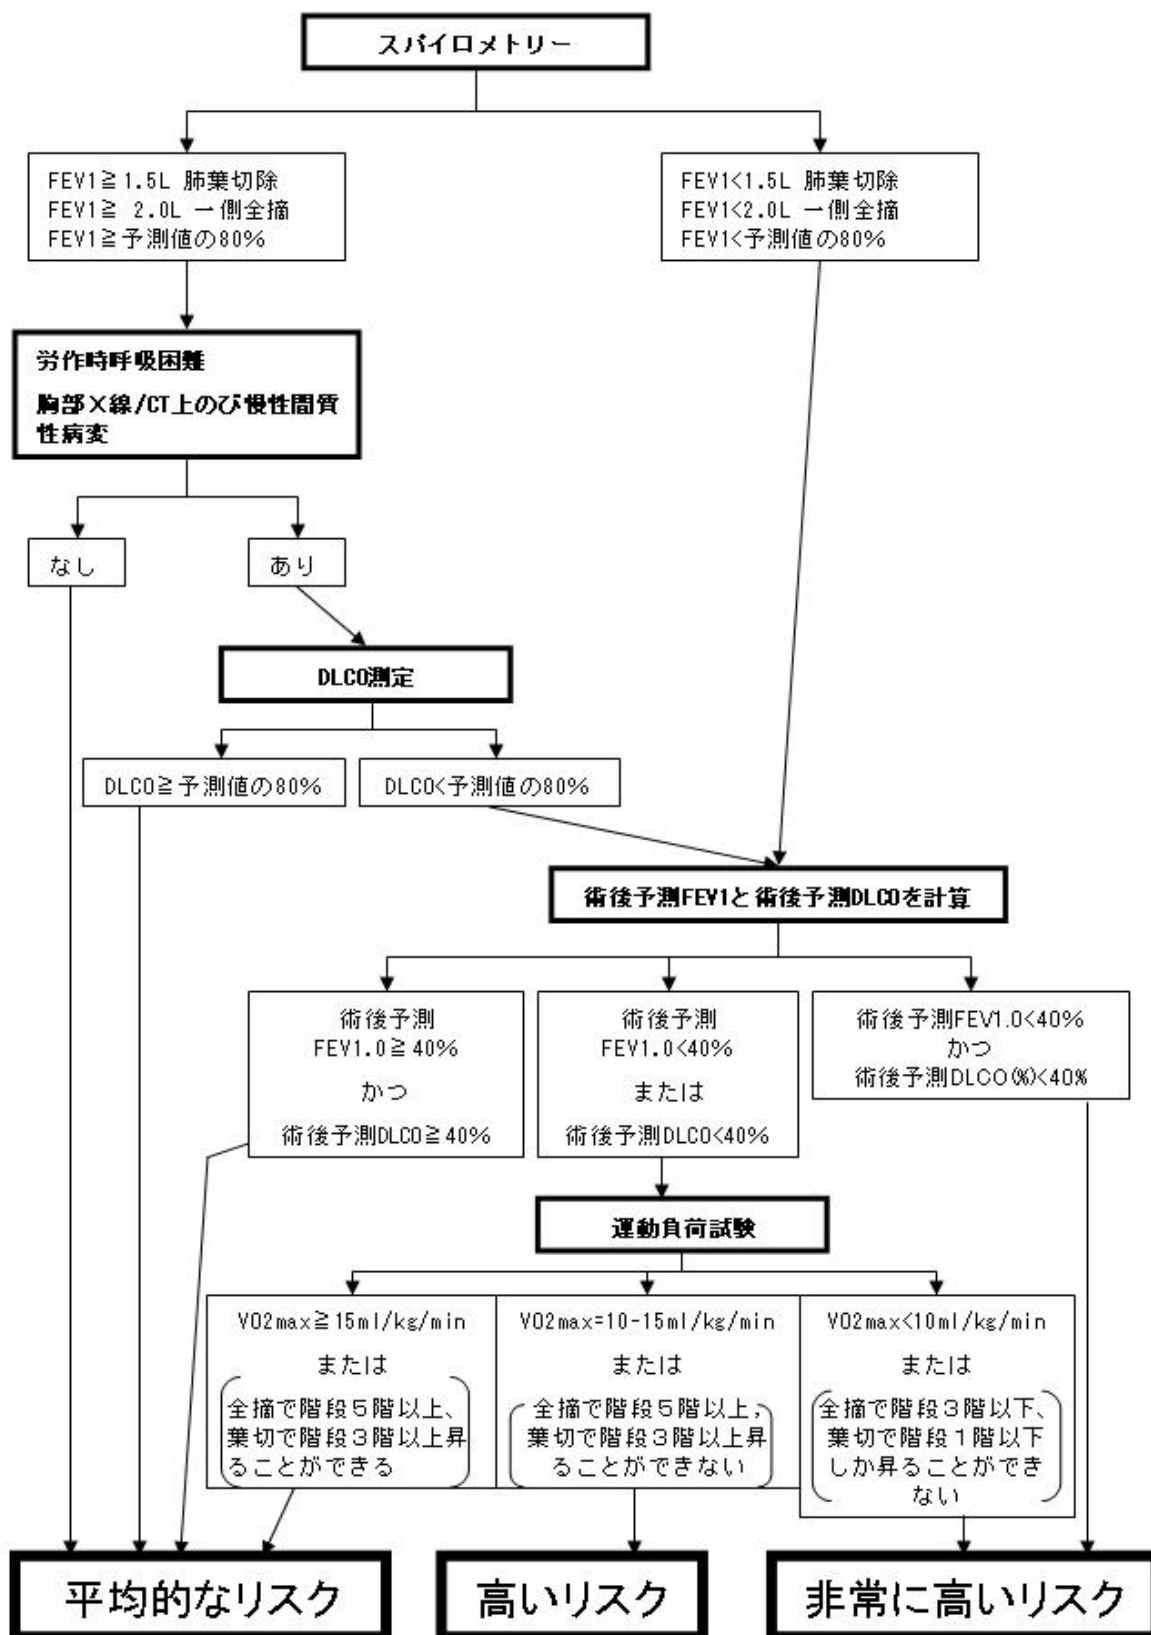 スパイロメトリー
FEV1≧1.5L 肺葉切除
FEV1≧ 2.0L 一側全摘
FEV1≧予測値の80%
FEV1<1.5L 肺葉切除
FEV1<2.0L 一側全摘
FEV1<予測値の80%
労作時呼吸困難
胸部X線/CT上のび慢性間質
性病変
なし
あり
DLCO測定
DLCO≧予測値の80%
DLCO<予測値の80%
術後予測FEV1と術後予測DLCOを計算
術後予測
FEV1.0≧40%
かつ
術後予測DLCO≧40%
術後予測
FEV1.0<40%
または
術後予測DLCO<40%
術後予測FEV1.0<40%
かつ
術後予測DLCO(%)<40%
運動負荷試験
VO2max≧15ml/kg/min
または
全摘で階段5階以上、
葉切で階段3階以上昇
ることができる
VO2max=10-15ml/kg/min
または
全摘で階段5階以上,
葉切で階段3階以上昇
ることができない
VO2max<10ml/kg/min
または
全摘で階段3階以下、
葉切で階段1階以下
しか昇ることができ
ない
平均的なリスク
高いリスク
非常に高いリスク